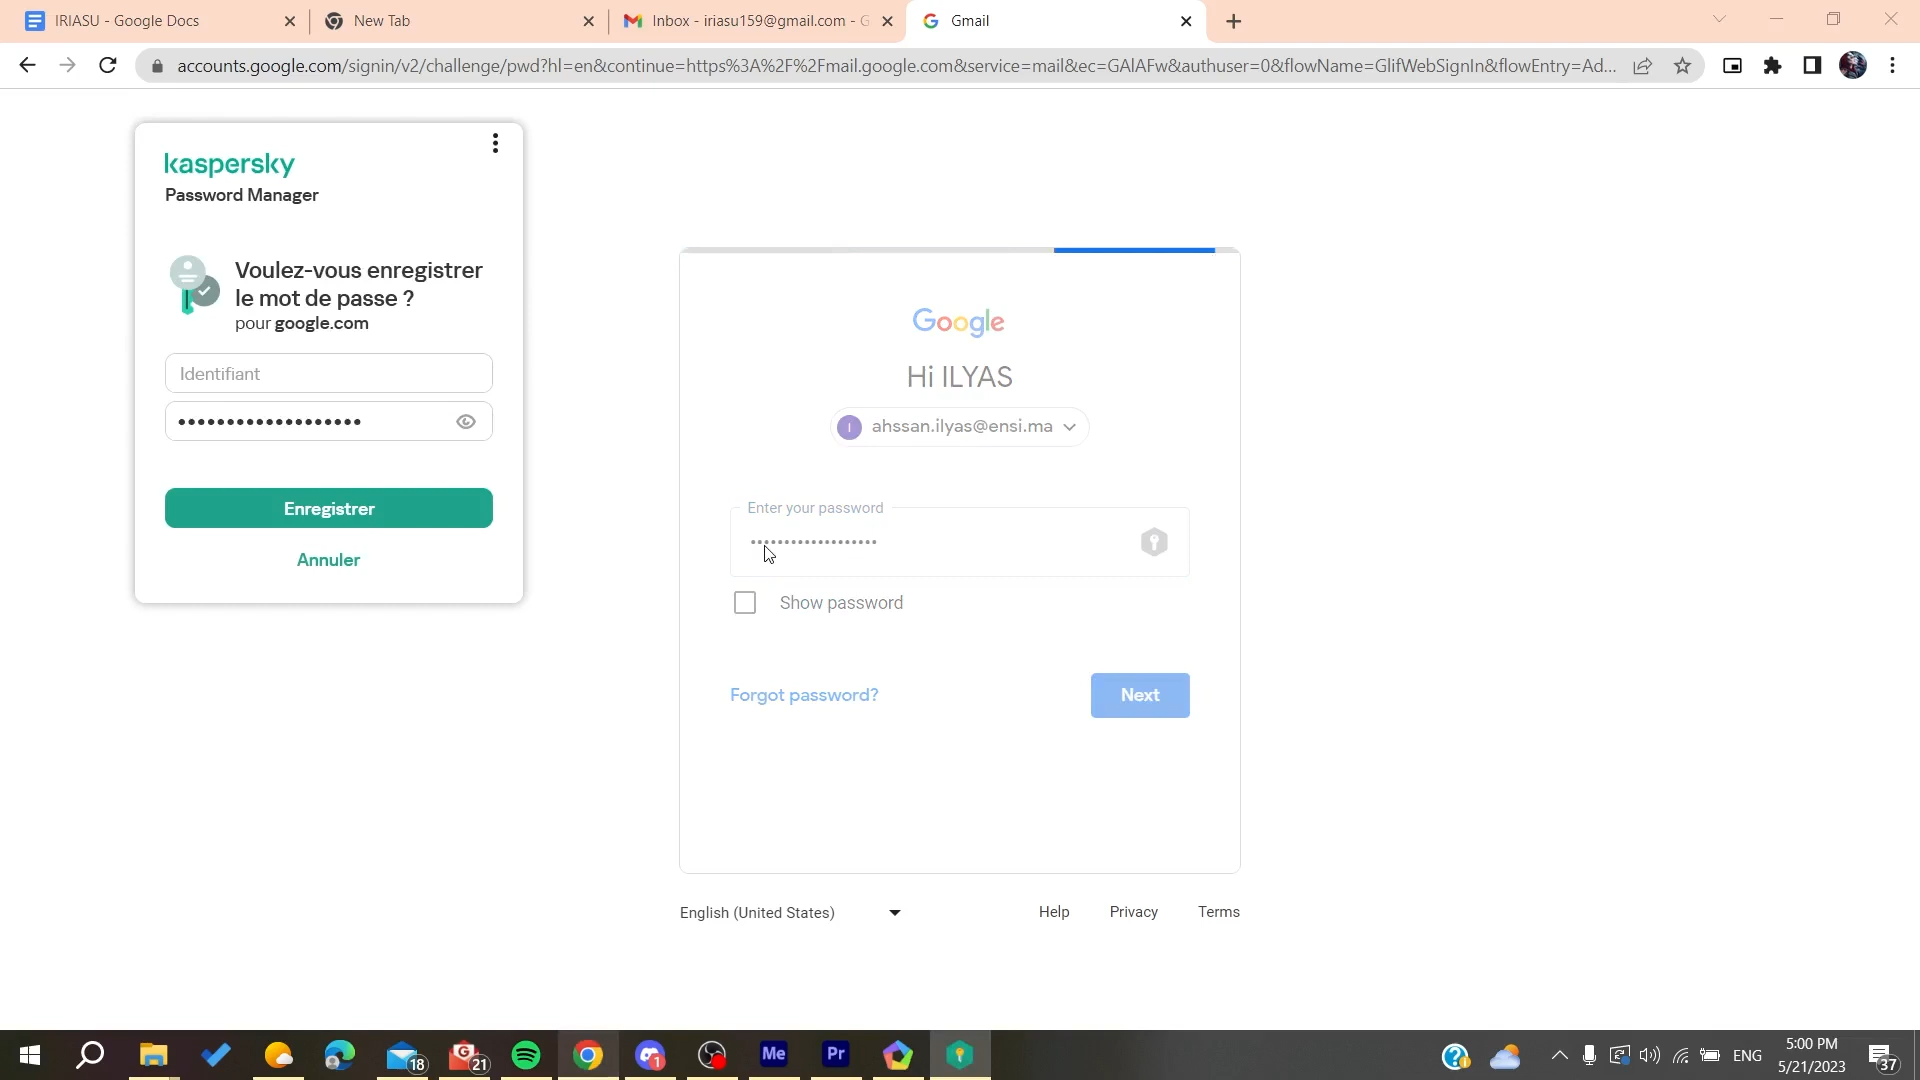 IRIASU - Google Docs
New Tab
Inbox - iriasu159@gmail.com - G
Gmail
accounts.google.com/signin/v2/challenge/pwd?hl=en&continue=https%3A%2F%2Fmail.google.com&service=mail&ec=GAlAFw&authuser=0&flowName=GlifWebSignIn&flowEntry=Ad...
kaspersky
Password Manager
Voulez-vous enregistrer
le mot de passe ?
pour google.com
Identifiant
••••••••••••••••••
Enregistrer
Annuler
Google
Hi ILYAS
I
ahssan.ilyas@ensi.ma
Enter your password
••••••••••••••••••
Show password
Forgot password?
Next
English (United States)
Help
Privacy
Terms
18
G
21
1
Me
Pr
ENG
5:00 PM
5/21/2023
37